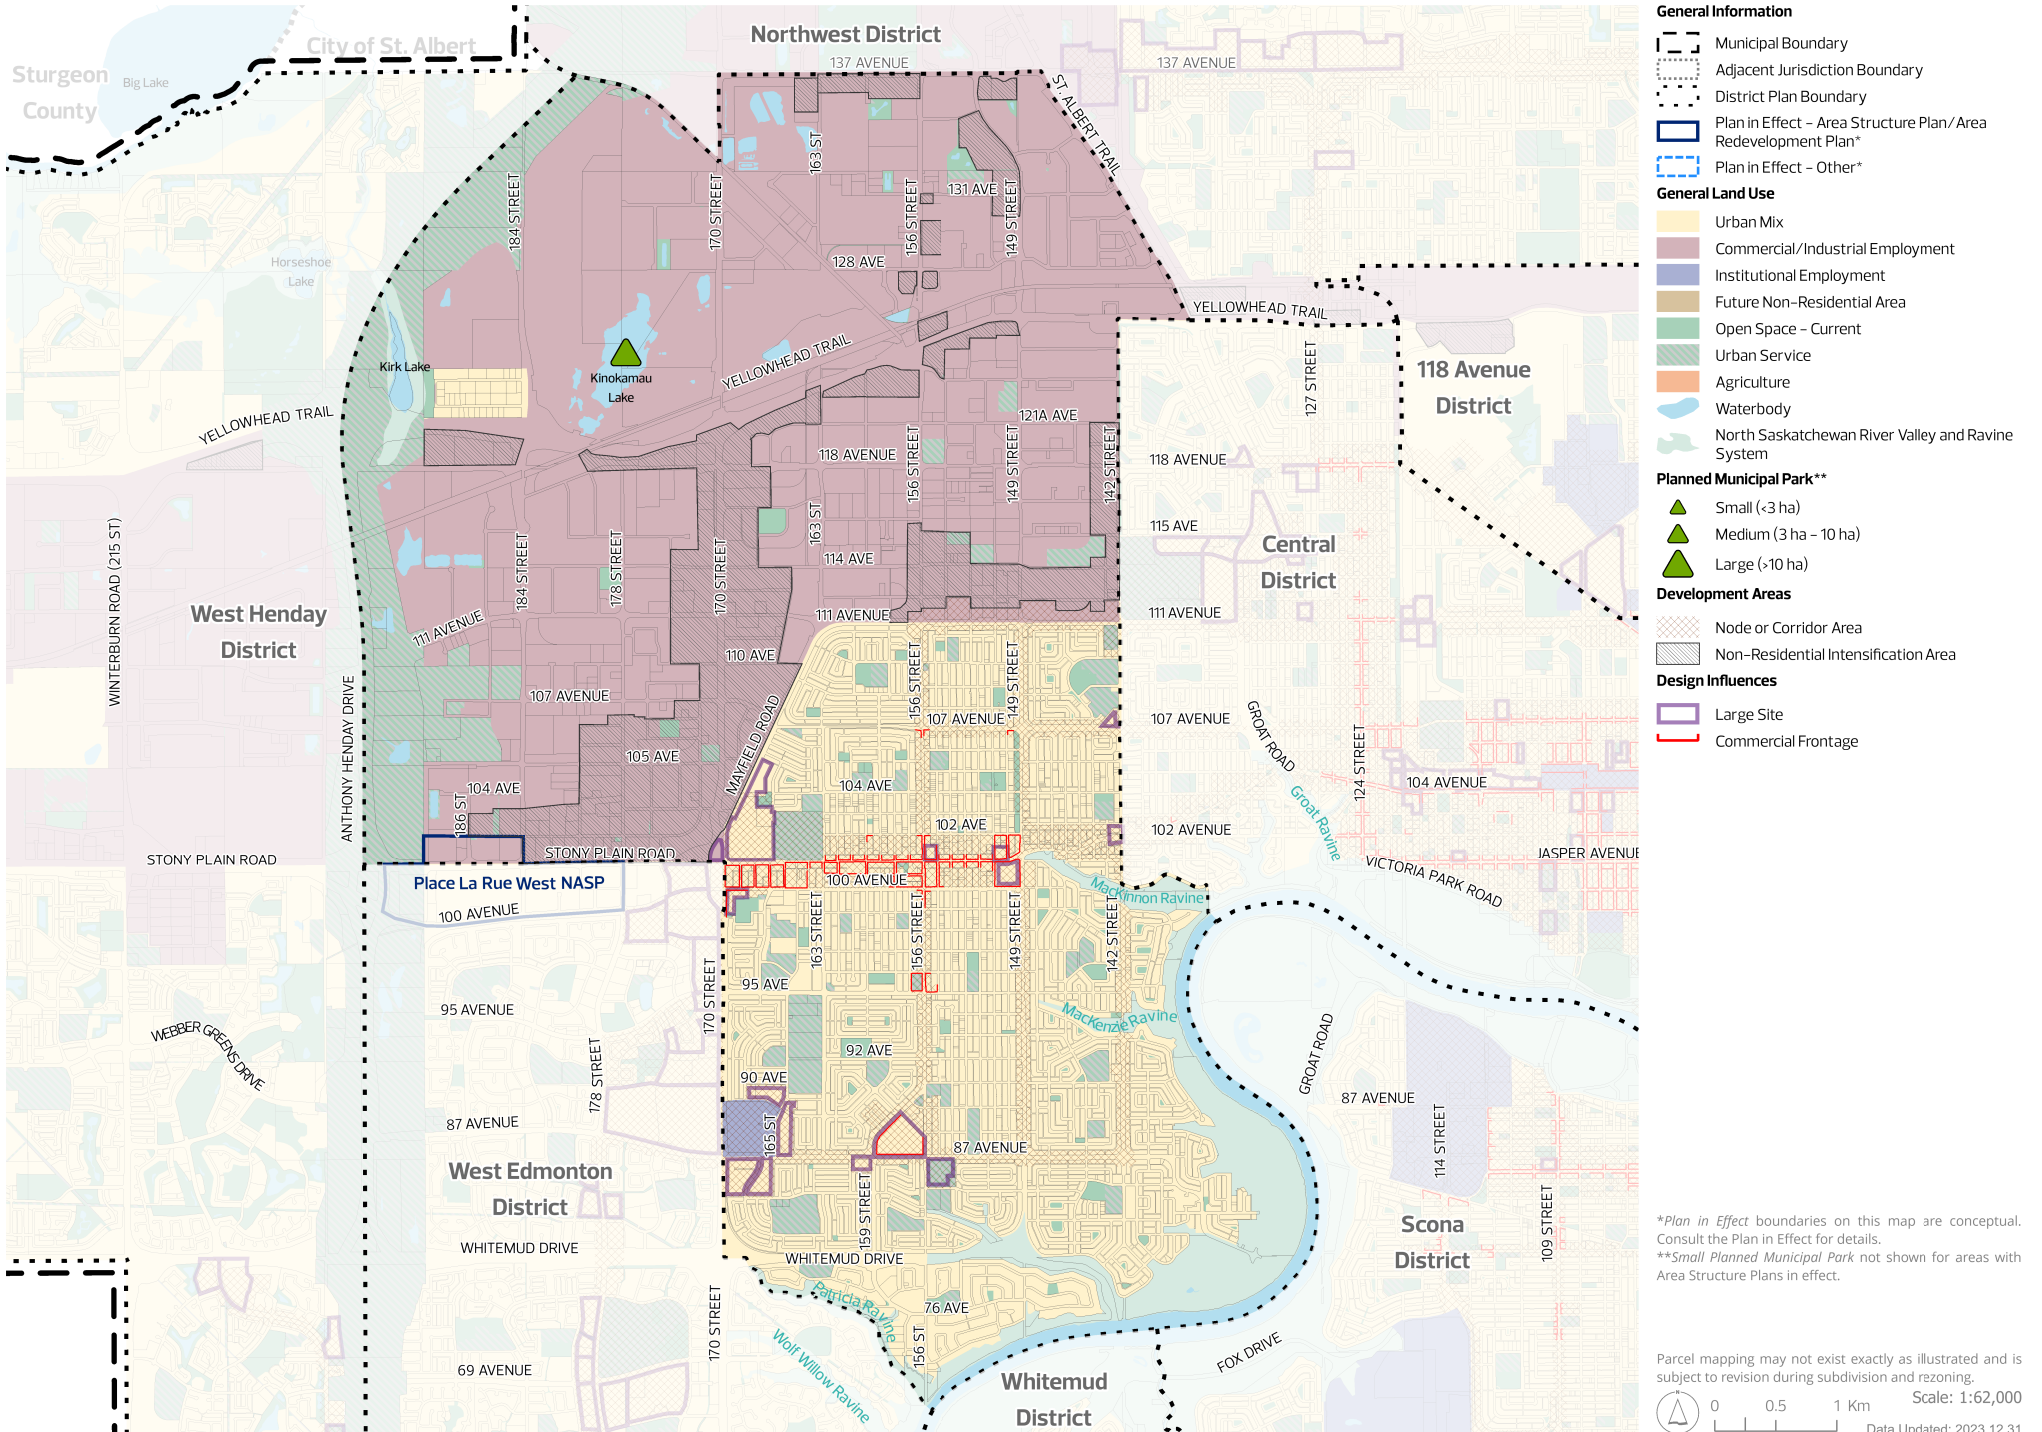 Northwest District
137 AVENUE
137 AVENUE
City of St. Albert
Sturgeon
County
Big Lake
ST. ALBERT TRAIL
163 ST
184 STREET
170 STREET
156 STREET
131 AVE
149 STREET
128 AVE
Horseshoe
Lake
YELLOWHEAD TRAIL
Kirk Lake
Kinokamau
Lake
YELLOWHEAD TRAIL
YELLOWHEAD TRAIL
127 STREET
118 Avenue
District
121A AVE
118 AVENUE
156 STREET
149 STREET
142 STREET
118 AVENUE
WINTERBURN ROAD (215 ST)
184 STREET
178 STREET
170 STREET
163 ST
114 AVE
115 AVE
Central
District
West Henday
District
111 AVENUE
111 AVENUE
111 AVENUE
110 AVE
156 STREET
149 STREET
107 AVENUE
107 AVENUE
107 AVENUE
ANTHONY HENDAY DRIVE
MAYFIELD ROAD
GROAT ROAD
124 STREET
105 AVE
104 AVE
104 AVE
104 AVENUE
186 ST
102 AVE
102 AVENUE
Groat Ravine
STONY PLAIN ROAD
STONY PLAIN ROAD
JASPER AVENUE
VICTORIA PARK ROAD
Place La Rue West NASP
100 AVENUE
100 AVENUE
MacKinnon Ravine
163 STREET
156 STREET
149 STREET
142 STREET
170 STREET
95 AVE
95 AVENUE
WEBBER GREENS DRIVE
MacKenzie Ravine
92 AVE
178 STREET
90 AVE
GROAT ROAD
87 AVENUE
87 AVENUE
87 AVENUE
165 ST
114 STREET
West Edmonton
District
159 STREET
109 STREET
Scona
District
WHITEMUD DRIVE
WHITEMUD DRIVE
Patricia Ravine
76 AVE
170 STREET
156 ST
Wolf Willow Ravine
69 AVENUE
FOX DRIVE
Whitemud
District
General Information
Municipal Boundary
Adjacent Jurisdiction Boundary
District Plan Boundary
Plan in Effect – Area Structure Plan/Area
Redevelopment Plan*
Plan in Effect – Other*
General Land Use
Urban Mix
Commercial/Industrial Employment
Institutional Employment
Future Non-Residential Area
Open Space - Current
Urban Service
Agriculture
Waterbody
North Saskatchewan River Valley and Ravine
System
Planned Municipal Park**
Small (<3 ha)
Medium (3 ha - 10 ha)
Large (>10 ha)
Development Areas
Node or Corridor Area
Non-Residential Intensification Area
Design Influences
Large Site
Commercial Frontage
*Plan in Effect boundaries on this map are conceptual.
Consult the Plan in Effect for details.
**Small Planned Municipal Park not shown for areas with
Area Structure Plans in effect.
Parcel mapping may not exist exactly as illustrated and is
subject to revision during subdivision and rezoning.
Scale: 1:62,000
N
0 0.5 1 Km
Data Updated: 2023.12.31